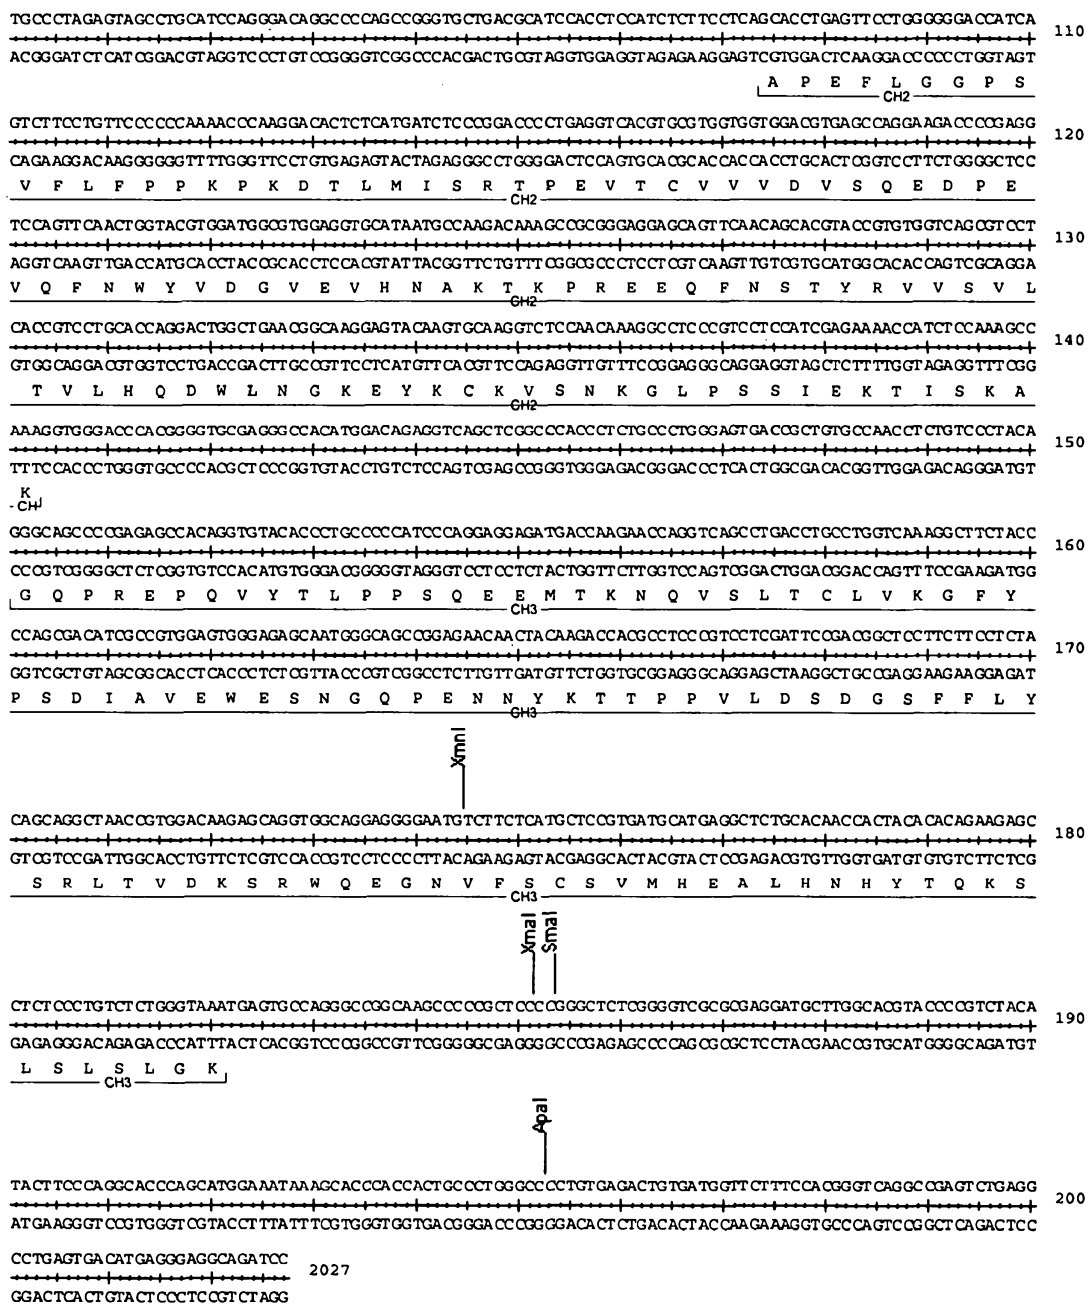 TGCCCTAGAGTAGCCTGCATCCAGGGACAGGCCCCAGCCGGGTGCTGACGCATCCACCTCCATCTCTTCCTCAGCACCTGAGTTCCTGGGGGGACCATCA 110
ACGGGATCTCATCGGACGTAGGTCCCTGTCCGGGGTCGGCCCACGACTGCGTAGGTGGAGGTAGAGAAGGAGTCGTGGACTCAAGGACCCCCCTGGTAGT
A P E F L G G P S
CH2
GTCTTCCTGTTCCCCCCAAAACCCAAGGACACTCTCATGATCTCCCGGACCCCTGAGGTCACGTGCGTGGTGGTGGACGTGAGCCAGGAAGACCCCGAGG 120
CAGAAGGACAAGGGGGGTTTTGGGTTCCTGTGAGAGTACTAGAGGGCCTGGGGACTCCAGTGCACGCACCACCACCTGCACTCGGTCCTTCTGGGGCTCC
V F L F P P K P K D T L M I S R T P E V T C V V V D V S Q E D P E
CH2
TCCAGTTCAACTGGTACGTGGATGGCGTGGAGGTGCATAATGCCAAGACAAAGCCGCGGGAGGAGCAGTTCAACAGCACGTACCGTGTGGTCAGCGTCCT 130
AGGTCAAGTTGACCATGCACCTACCGCACCTCCACGTATTACGGTTCTGTTTCGGCGCCCTCCTCGTCAAGTTGTCGTGCATGGCACACCAGTCGCAGGA
V Q F N W Y V D G V E V H N A K T K P R E E Q F N S T Y R V V S V L
CH2
CACCGTCCTGCACCAGGACTGGCTGAACGGCAAGGAGTACAAGTGCAAGGTCTCCAACAAAGGCCTCCCGTCCTCCATCGAGAAAACCATCTCCAAAGCC 140
GTGGCAGGACGTGGTCCTGACCGACTTGCCGTTCCTCATGTTCACGTTCCAGAGGTTGTTTCCGGAGGGCAGGAGGTAGCTCTTTTGGTAGAGGTTTCGG
T V L H Q D W L N G K E Y K C K V S N K G L P S S I E K T I S K A
CH2
AAAGGTGGGACCCACGGGGTGCGAGGGCCACATGGACAGAGGTCAGCTCGGCCCACCCTCTGCCCTGGGAGTGACCGCTGTGCCAACCTCTGTCCCTACA 150
TTTCCACCCTGGGTGCCCCACGCTCCCGGTGTACCTGTCTCCAGTCGAGCCGGGTGGGAGACGGGACCCTCACTGGCGACACGGTTGGAGACAGGGATGT
K
CH
GGGCAGCCCCGAGAGCCACAGGTGTACACCCTGCCCCCATCCCAGGAGGAGATGACCAAGAACCAGGTCAGCCTGACCTGCCTGGTCAAAGGCTTCTACC 160
CCCGTCGGGGCTCTCGGTGTCCACATGTGGGACGGGGGTAGGGTCCTCCTCTACTGGTTCTTGGTCCAGTCGGACTGGACGGACCAGTTTCCGAAGATGG
G Q P R E P Q V Y T L P P S Q E E M T K N Q V S L T C L V K G F Y
CH3
CCAGCGACATCGCCGTGGAGTGGGAGAGCAATGGGCAGCCGGAGAACAACTACAAGACCACGCCTCCCGTCCTCGATTCCGACGGCTCCTTCTTCCTCTA 170
GGTCGCTGTAGCGGCACCTCACCCTCTCGTTACCCGTCGGCCTCTTGTTGATGTTCTGGTGCGGAGGGCAGGAGCTAAGGCTGCCGAGGAAGAAGGAGAT
P S D I A V E W E S N G Q P E N N Y K T T P P V L D S D G S F F L Y
CH3
XmnI
CAGCAGGCTAACCGTGGACAAGAGCAGGTGGCAGGAGGGGAATGTCTTCTCATGCTCCGTGATGCATGAGGCTCTGCACAACCACTACACACAGAAGAGC 180
GTCGTCCGATTGGCACCTGTTCTCGTCCACCGTCCTCCCCTTACAGAAGAGTACGAGGCACTACGTACTCCGAGACGTGTTGGTGATGTGTGTCTTCTCG
S R L T V D K S R W Q E G N V F S C S V M H E A L H N H Y T Q K S
CH3
XmaI SmaI
CTCTCCCTGTCTCTGGGTAAATGAGTGCCAGGGCCGGCAAGCCCCCGCTCCCCGGGCTCTCGGGGTCGCGCGAGGATGCTTGGCACGTACCCCGTCTACA 190
GAGAGGGACAGAGACCCATTTACTCACGGTCCCGGCCGTTCGGGGGCGAGGGGCCCGAGAGCCCCAGCGCGCTCCTACGAACCGTGCATGGGGCAGATGT
L S L S L G K
CH3
ApaI
TACTTCCCAGGCACCCAGCATGGAAATAAAGCACCCACCACTGCCCTGGGCCCCTGTGAGACTGTGATGGTTCTTTCCACGGGTCAGGCCGAGTCTGAGG 200
ATGAAGGGTCCGTGGGTCGTACCTTTATTTCGTGGGTGGTGACGGGACCCGGGGACACTCTGACACTACCAAGAAAGGTGCCCAGTCCGGCTCAGACTCC
CCTGAGTGACATGAGGGAGGCAGATCC 2027
GGACTCACTGTACTCCCTCCGTCTAGG